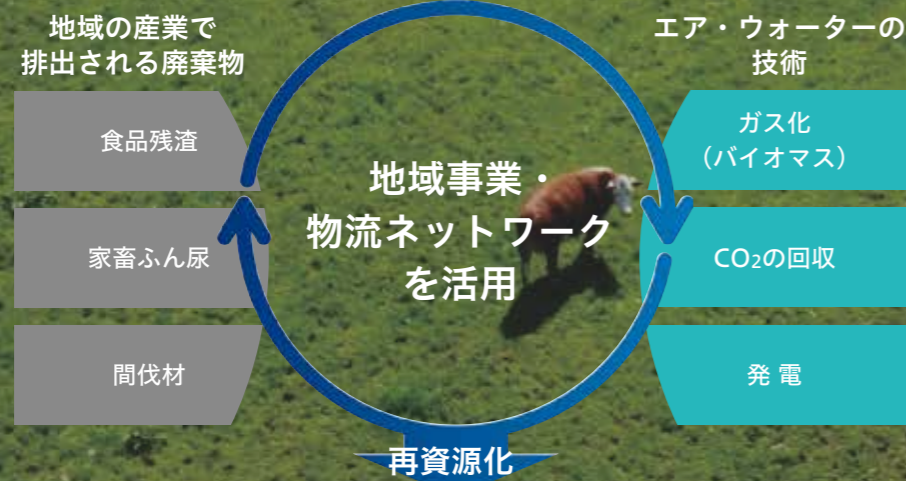 地域の産業で
排出される廃棄物
食品残渣
家畜ふん尿
間伐材
地域事業・
物流ネットワーク
を活用
エア・ウォーターの
技術
ガス化
（バイオマス）
CO₂の回収
発 電
再資源化